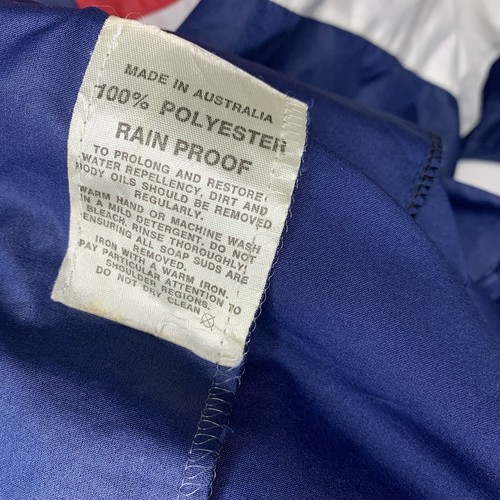 MADE IN AUSTRALIA
100% POLYESTER
RAIN PROOF
TO PROLONG AND RESTORE
WATER REPELLENCY, DIRT AND
BODY OILS SHOULD BE REMOVED
REGULARLY.
WARM HAND OR MACHINE WASH
IN A MILD DETERGENT, DO NOT
BLEACH. RINSE THOROUGHLY!
ENSURING ALL SOAP SUDS ARE
REMOVED.
IRON WITH A WARM IRON.
PAY PARTICULAR ATTENTION TO
SHOULDER REGIONS.
DO NOT DRY CLEAN